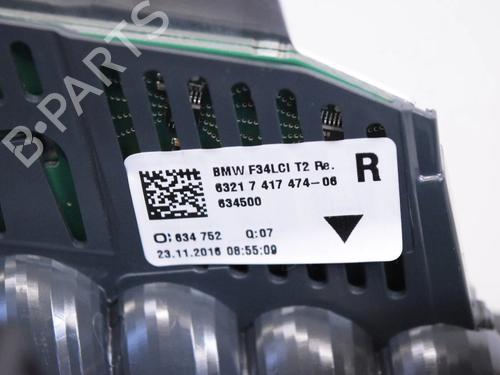 B-PARTS
BMW F34LCI T2 Re.
6321 7 417 474-06
634500
R
O: 634 752 Q: 07
23.11.2016 08:55:09